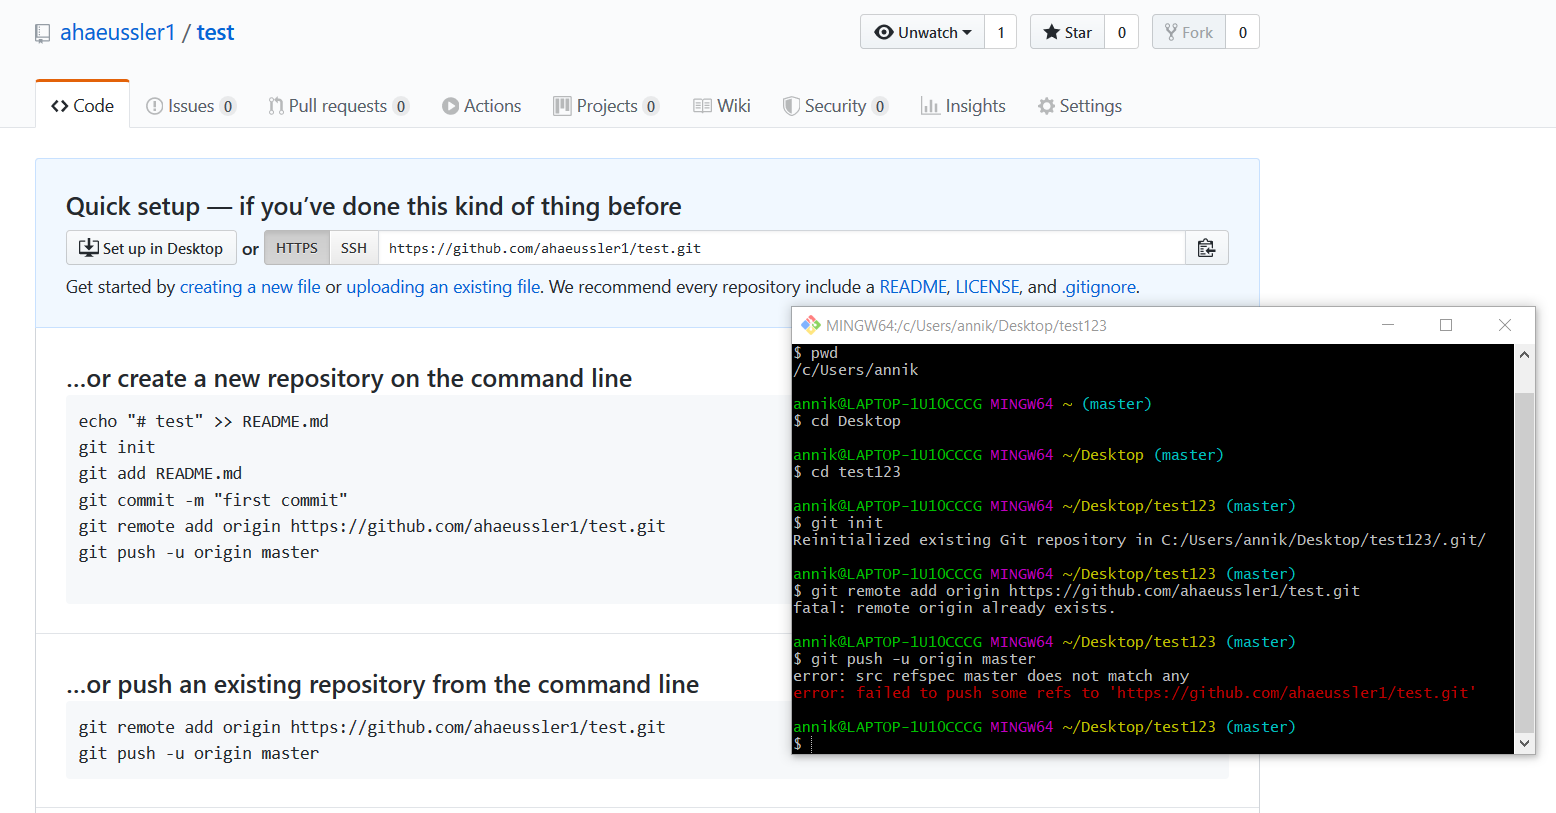 ahaeussler1 / test
Unwatch 1 Star 0 Fork 0
Code Issues 0 Pull requests 0 Actions Projects 0 Wiki Security 0 Insights Settings
Quick setup — if you’ve done this kind of thing before
Set up in Desktop or HTTPS SSH https://github.com/ahaeussler1/test.git
Get started by creating a new file or uploading an existing file. We recommend every repository include a README, LICENSE, and .gitignore.
...or create a new repository on the command line
echo "# test" >> README.md
git init
git add README.md
git commit -m "first commit"
git remote add origin https://github.com/ahaeussler1/test.git
git push -u origin master
...or push an existing repository from the command line
git remote add origin https://github.com/ahaeussler1/test.git
git push -u origin master
MINGW64:/c/Users/annik/Desktop/test123
$ pwd
/c/Users/annik
annik@LAPTOP-1U1OCCCG MINGW64 ~ (master)
$ cd Desktop
annik@LAPTOP-1U1OCCCG MINGW64 ~/Desktop (master)
$ cd test123
annik@LAPTOP-1U1OCCCG MINGW64 ~/Desktop/test123 (master)
$ git init
Reinitialized existing Git repository in C:/Users/annik/Desktop/test123/.git/
annik@LAPTOP-1U1OCCCG MINGW64 ~/Desktop/test123 (master)
$ git remote add origin https://github.com/ahaeussler1/test.git
fatal: remote origin already exists.
annik@LAPTOP-1U1OCCCG MINGW64 ~/Desktop/test123 (master)
$ git push -u origin master
error: src refspec master does not match any
error: failed to push some refs to 'https://github.com/ahaeussler1/test.git'
annik@LAPTOP-1U1OCCCG MINGW64 ~/Desktop/test123 (master)
$